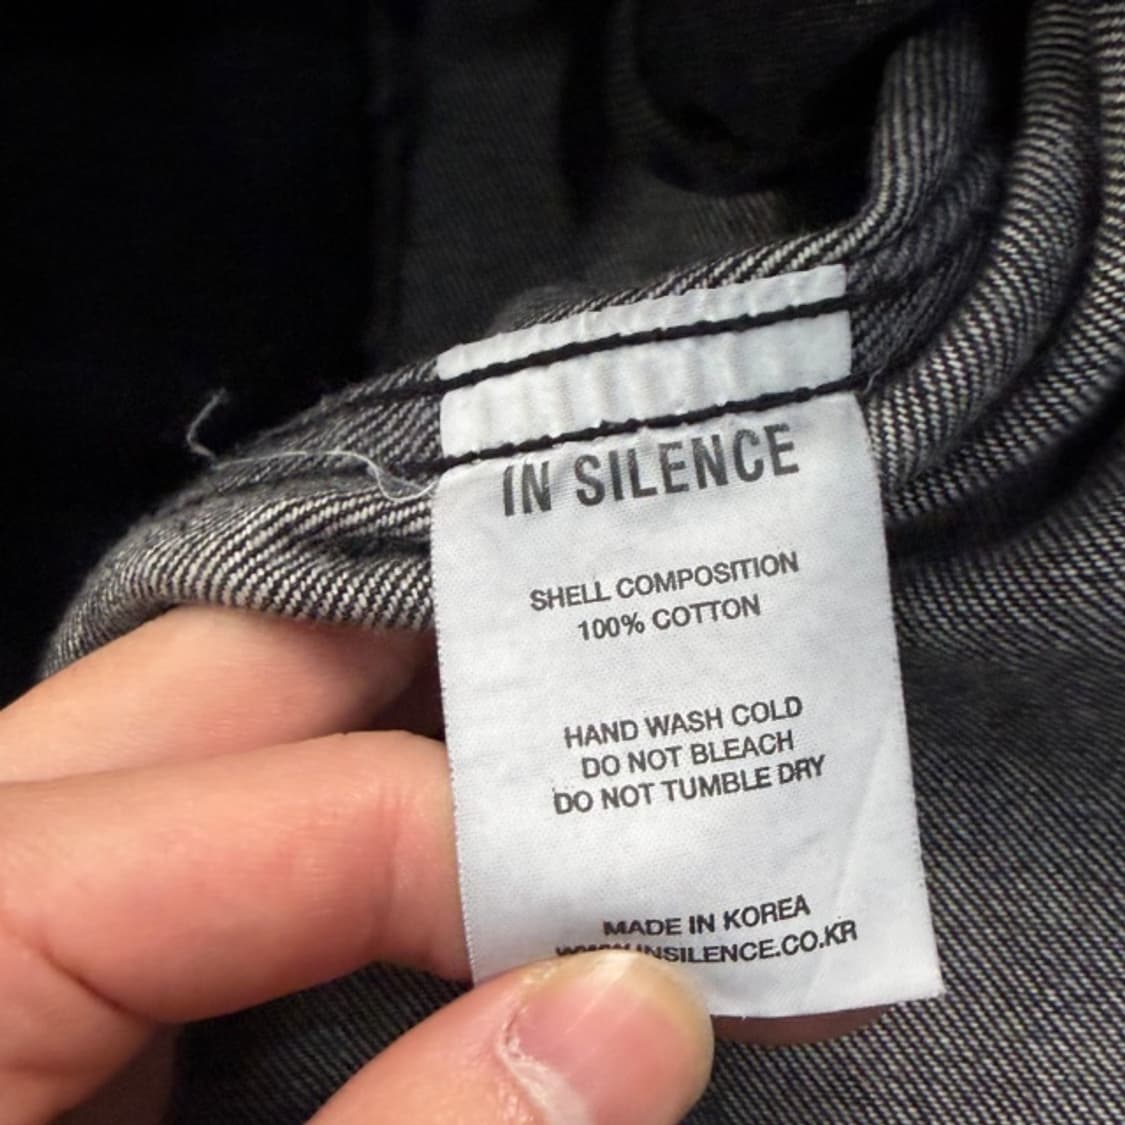 IN SILENCE
SHELL COMPOSITION
100% COTTON
HAND WASH COLD
DO NOT BLEACH
DO NOT TUMBLE DRY
MADE IN KOREA
WWW.INSILENCE.CO.KR